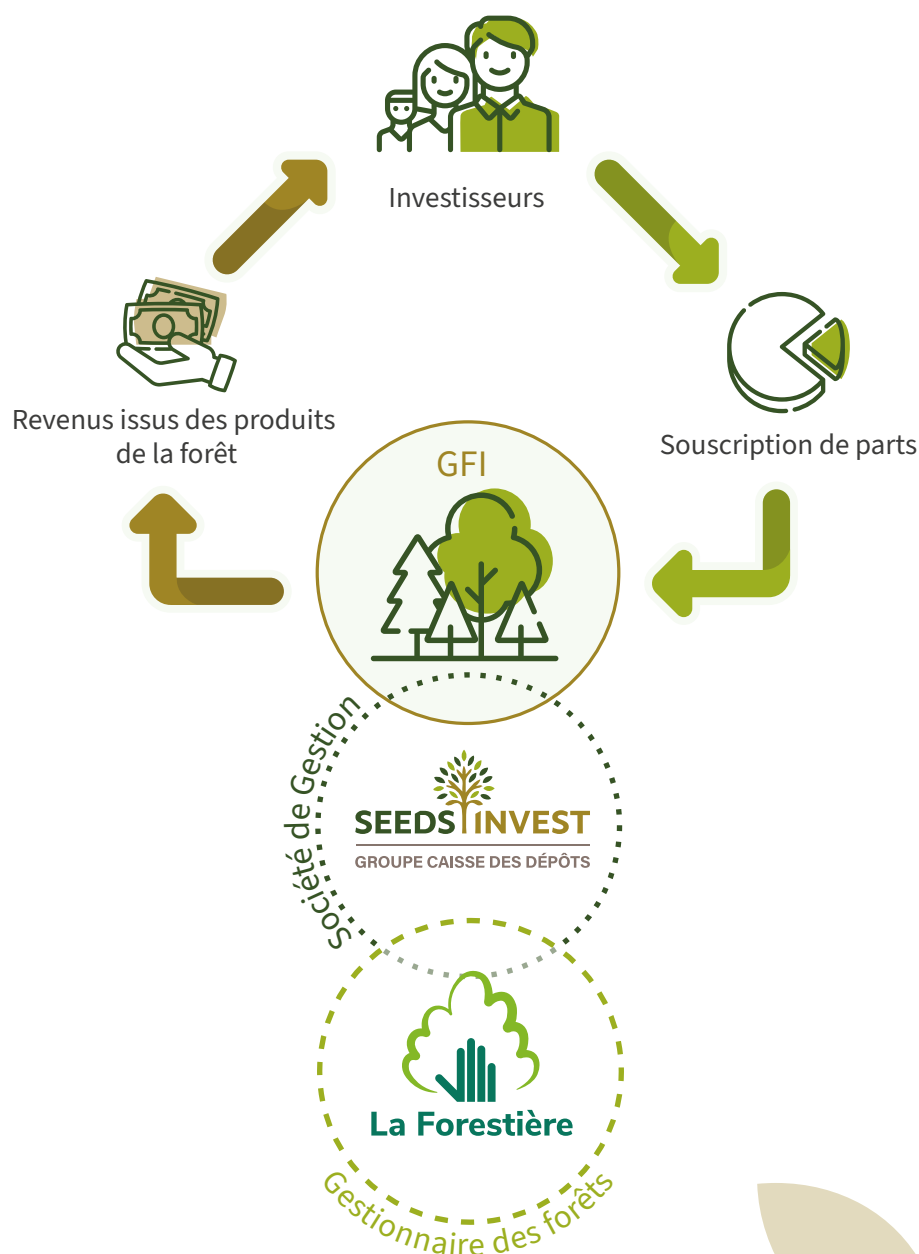 Investisseurs
Revenus issus des produits
de la forêt
Souscription de parts
GFI
Société de Gestion
SEEDS INVEST
GROUPE CAISSE DES DÉPÔTS
La Forestière
Gestionnaire des forêts